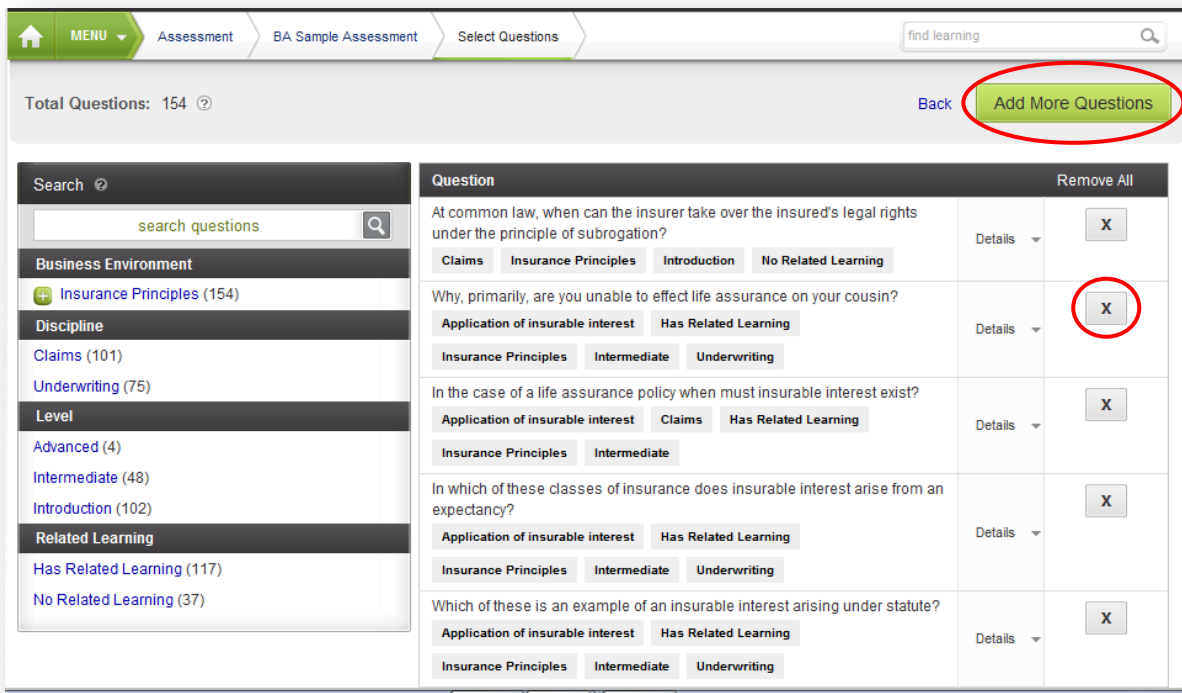 MENU Assessment BA Sample Assessment Select Questions find learning
Total Questions: 154 ? Back Add More Questions
Search ?
search questions
Business Environment
Insurance Principles (154)
Discipline
Claims (101)
Underwriting (75)
Level
Advanced (4)
Intermediate (48)
Introduction (102)
Related Learning
Has Related Learning (117)
No Related Learning (37)
Question Remove All
At common law, when can the insurer take over the insured's legal rights
under the principle of subrogation?
Claims Insurance Principles Introduction No Related Learning
Details X
Why, primarily, are you unable to effect life assurance on your cousin?
Application of insurable interest Has Related Learning
Insurance Principles Intermediate Underwriting
Details X
In the case of a life assurance policy when must insurable interest exist?
Application of insurable interest Claims Has Related Learning
Insurance Principles Intermediate
Details X
In which of these classes of insurance does insurable interest arise from an
expectancy?
Application of insurable interest Has Related Learning
Insurance Principles Intermediate Underwriting
Details X
Which of these is an example of an insurable interest arising under statute?
Application of insurable interest Has Related Learning
Insurance Principles Intermediate Underwriting
Details X